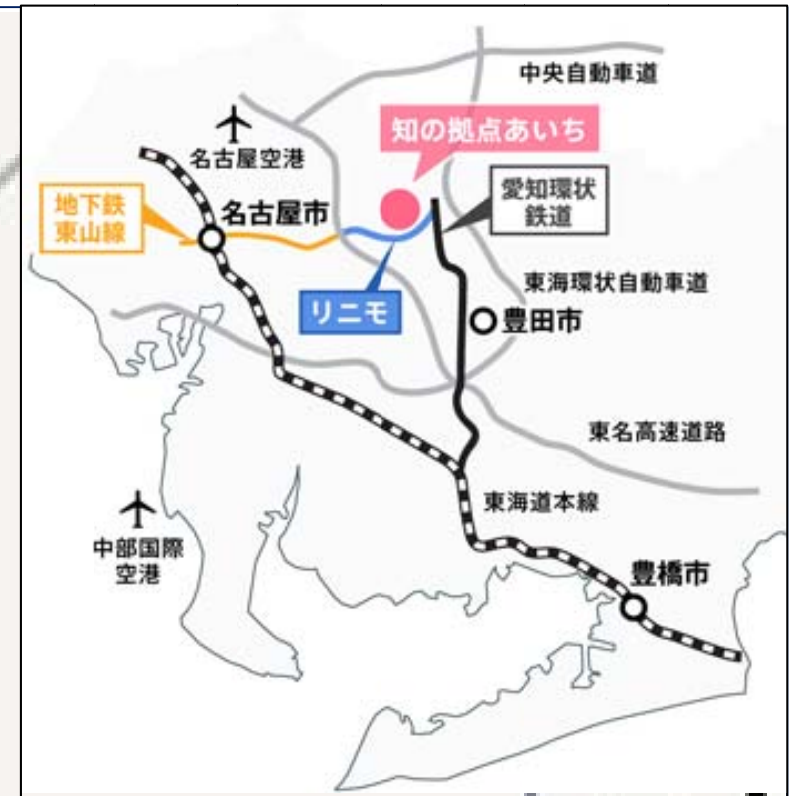 中央自動車道
知の拠点あいち
名古屋空港
愛知環状
鉄道
地下鉄
東山線
名古屋市
東海環状自動車道
リニモ
豊田市
東名高速道路
東海道本線
中部国際
空港
豊橋市